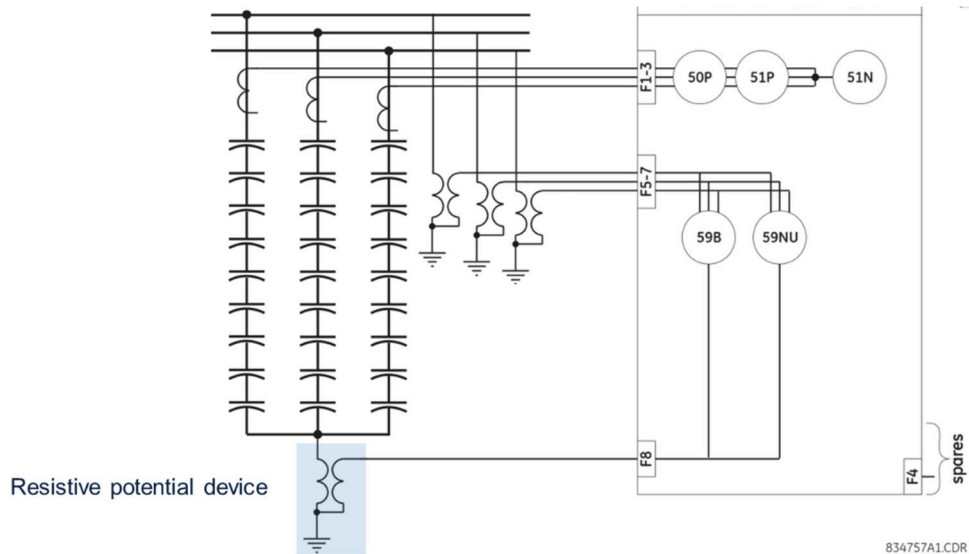 F1-3
50P
51P
51N
F5-7
59B
59NU
Resistive potential device
F8
F4
spares
834757A1.CDR